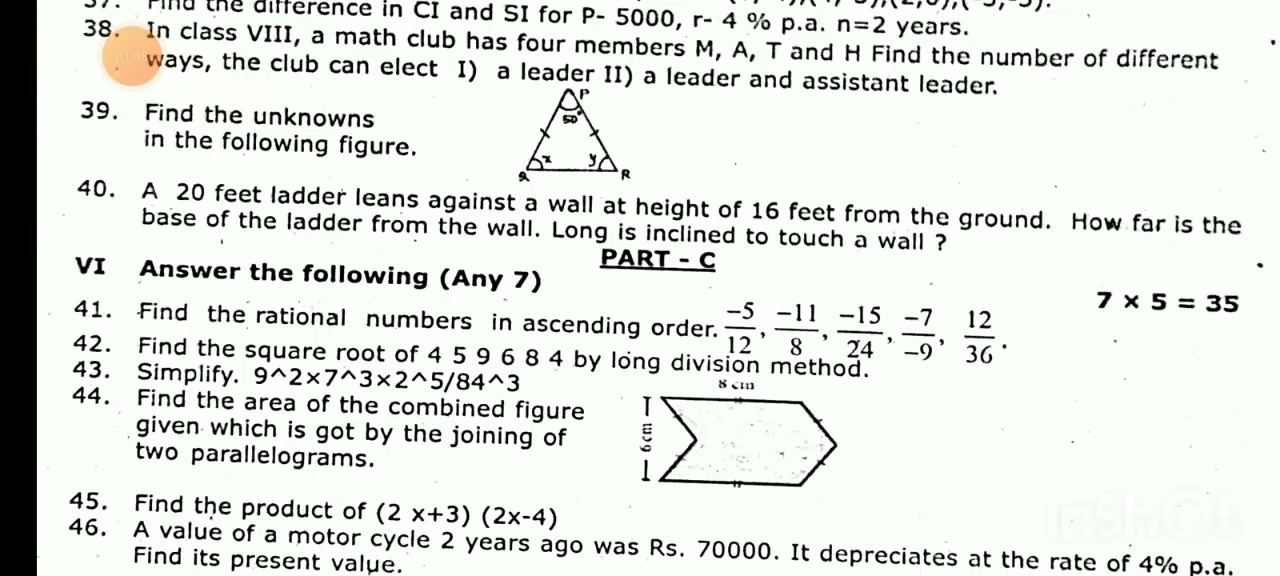 37. Find the difference in CI and SI for P- 5000, r- 4 % p.a. n=2 years.
38. In class VIII, a math club has four members M, A, T and H Find the number of different
ways, the club can elect I) a leader II) a leader and assistant leader.
39. Find the unknowns
in the following figure.
P
50°
x y
Q R
40. A 20 feet ladder leans against a wall at height of 16 feet from the ground. How far is the
base of the ladder from the wall. Long is inclined to touch a wall ?
PART - C
VI Answer the following (Any 7)
7 x 5 = 35
41. Find the rational numbers in ascending order. -5/12, -11/8, -15/24, -7/-9, 12/36.
42. Find the square root of 4 5 9 6 8 4 by long division method.
43. Simplify. 9^2x7^3x2^5/84^3
44. Find the area of the combined figure
given which is got by the joining of
two parallelograms.
8 cm
6 cm
45. Find the product of (2 x+3) (2x-4)
46. A value of a motor cycle 2 years ago was Rs. 70000. It depreciates at the rate of 4% p.a.
Find its present value.